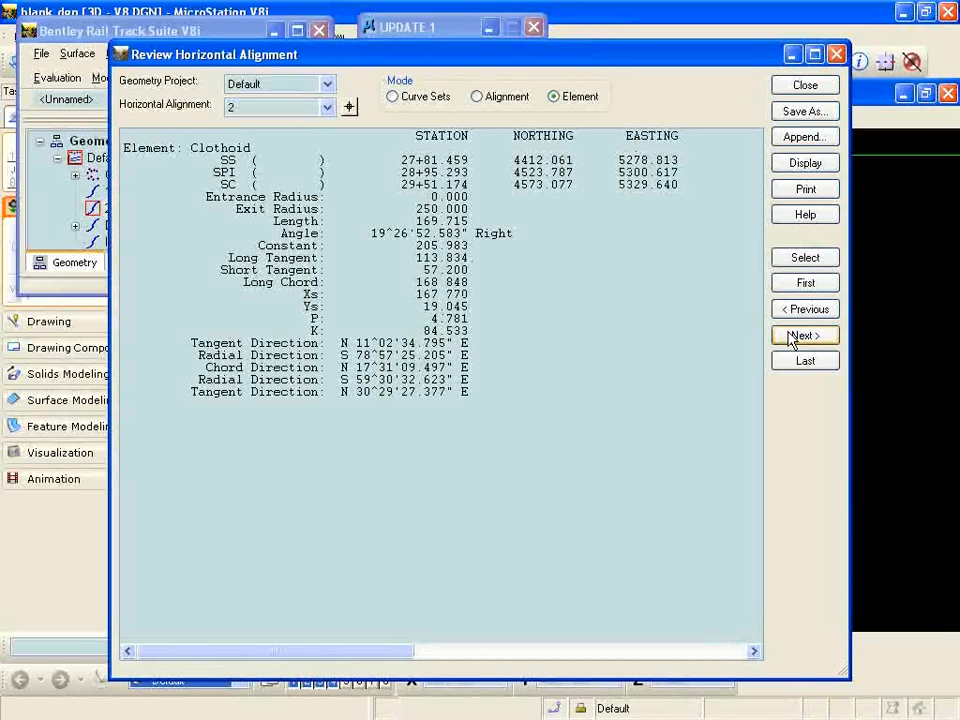 blank.dgn [3D - V8 DGN] - MicroStation V8i
Bentley Rail Track Suite V8i
UPDATE 1
File Surface
Evaluation
<Unnamed>
Geometry
Drawing
Drawing Compo
Solids Modelin
Surface Modeli
Feature Modelin
Visualization
Animation
Review Horizontal Alignment
Geometry Project: Default
Horizontal Alignment: 2
Mode
Curve Sets Alignment Element
STATION NORTHING EASTING
Element: Clothoid
SS ( ) 27+81.459 4412.061 5278.813
SPI ( ) 28+95.293 4523.787 5300.617
SC ( ) 29+51.174 4573.077 5329.640
Entrance Radius: 0.000
Exit Radius: 250.000
Length: 169.715
Angle: 19^26'52.583" Right
Constant: 205.983
Long Tangent: 113.834
Short Tangent: 57.200
Long Chord: 168.848
Xs: 167.770
Ys: 19.045
P: 4.781
K: 84.533
Tangent Direction: N 11^02'34.795" E
Radial Direction: S 78^57'25.205" E
Chord Direction: N 17^31'09.497" E
Radial Direction: S 59^30'32.623" E
Tangent Direction: N 30^29'27.377" E
Close
Save As...
Append...
Display
Print
Help
Select
First
< Previous
Next >
Last
Default